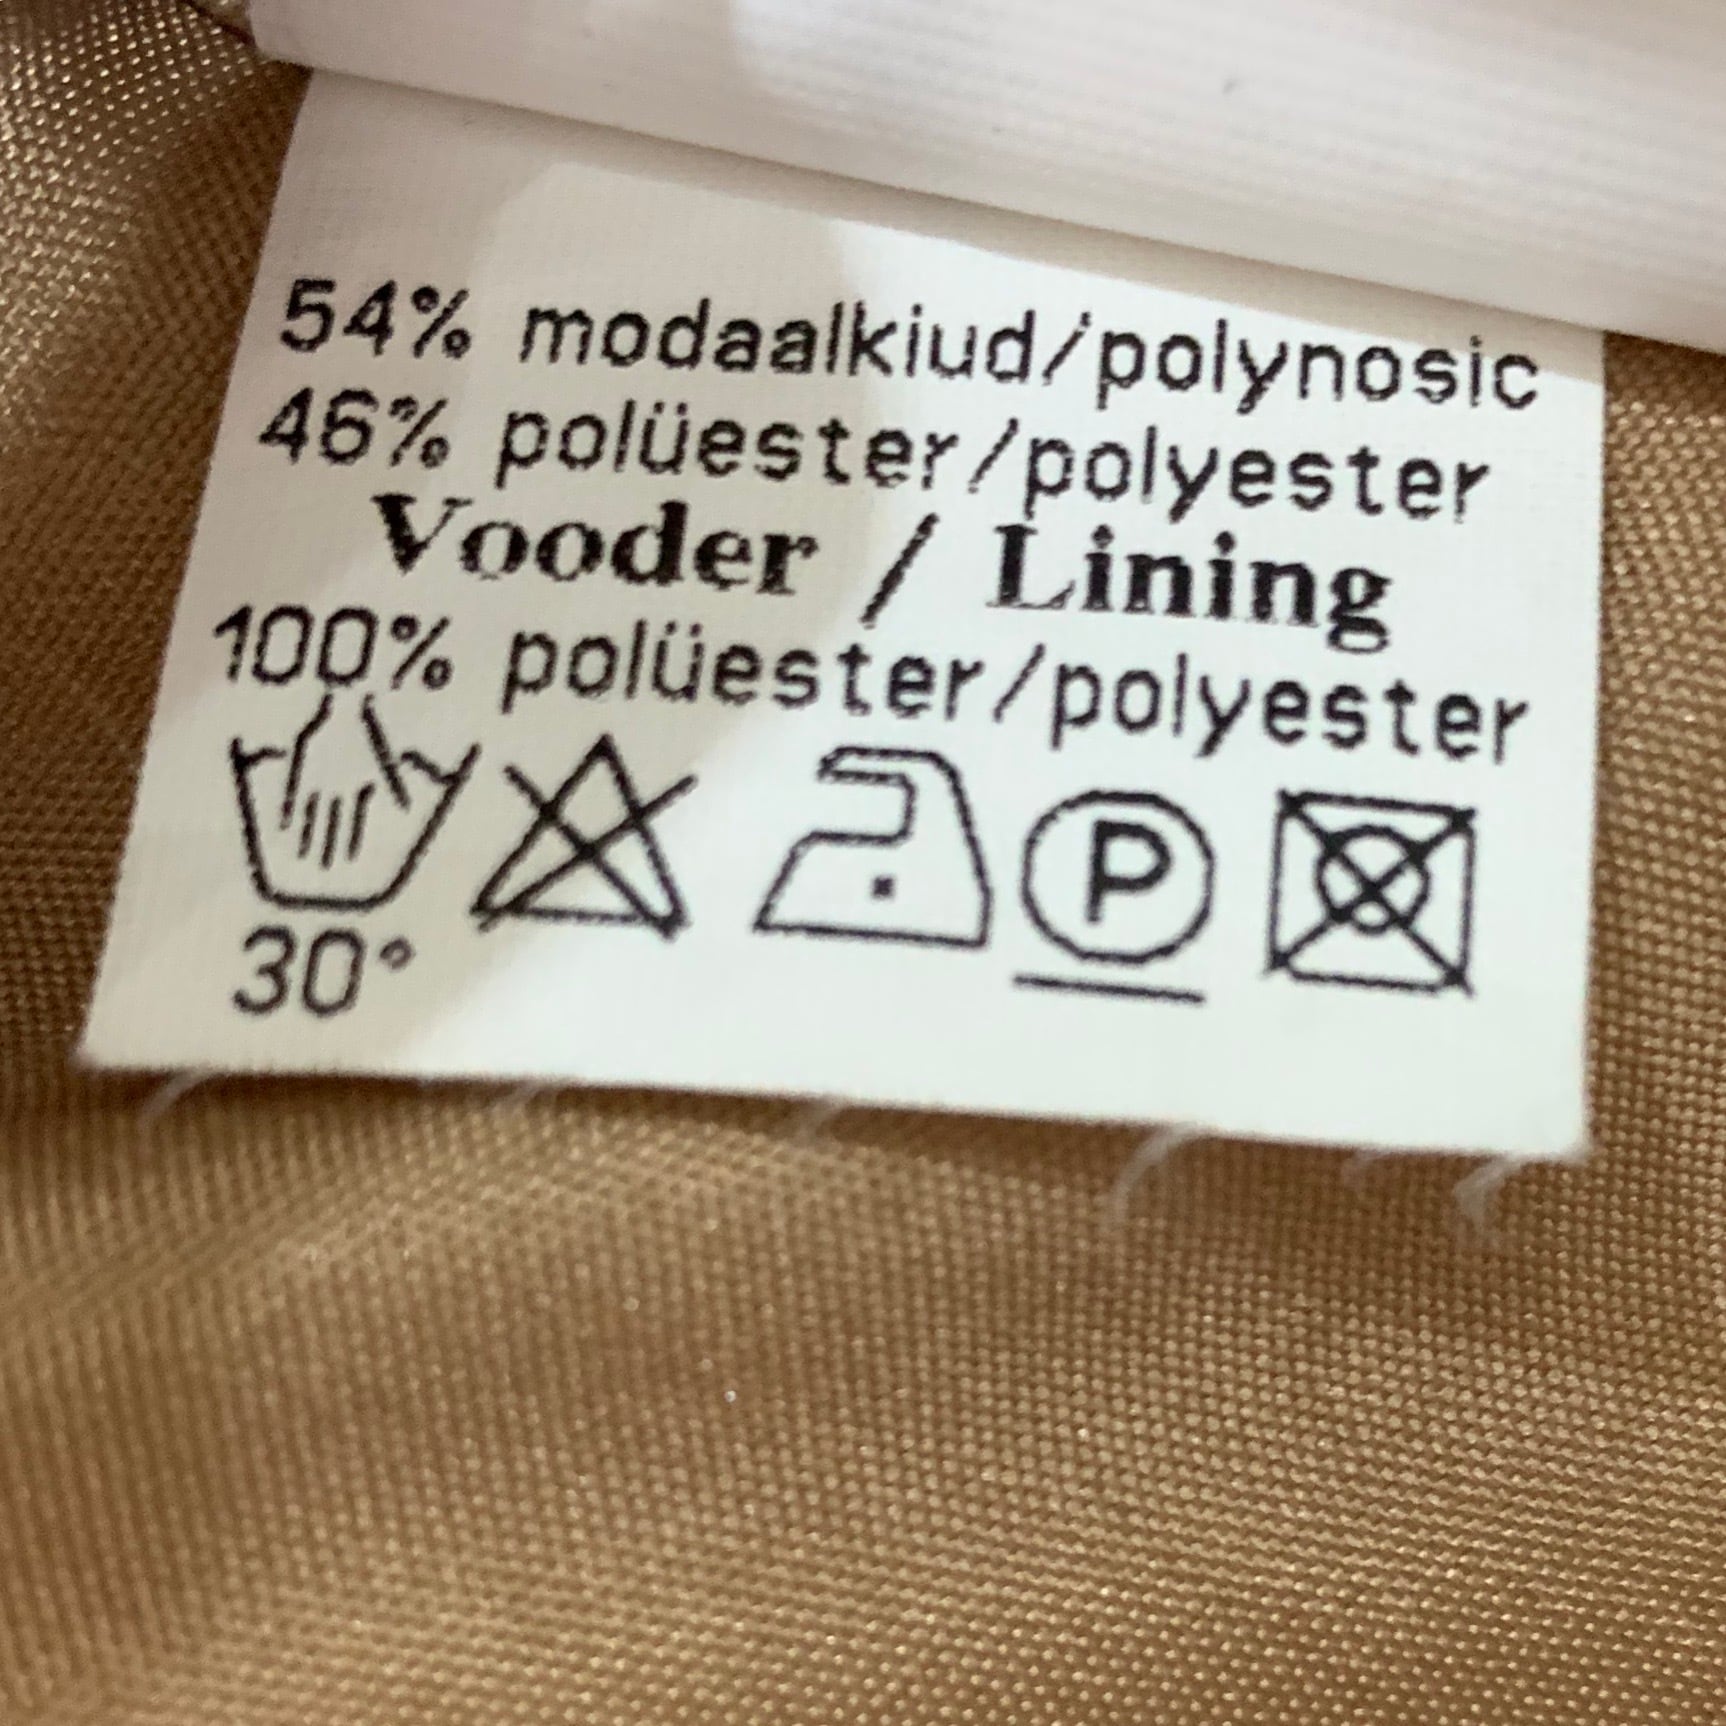 54% modaalkiud/polynosic
46% polüester/polyester
Vooder / Lining
100% polüester/polyester
P
30°